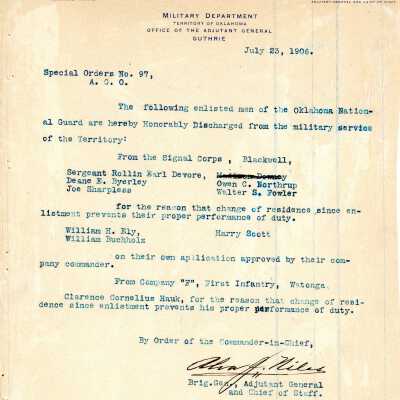 MILITARY DEPARTMENT
TERRITORY OF OKLAHOMA
OFFICE OF THE ADJUTANT GENERAL
GUTHRIE
July 23, 1906.
Special Orders No. 97,
A. G. O.
The following enlisted men of the Oklahoma Nation-
al Guard are hereby Honorably Discharged from the military service
of the Territory:
From the Signal Corps , Blackwell,
Sergeant Rollin Earl Devore,
Deane E. Byerley Owen C. Northrup
Joe Sharpless Walter S. Fowler
for the reason that change of residence since en-
listment prevents their proper performance of duty.
William H. Ely, Harry Scott
William Buchholz
on their own application approved by their com-
pany commander.
From Company "F", First Infantry, Watonga.
Clarence Cornelius Hauk, for the reason that change of resi-
dence since enlistment prevents his proper performance of duty.
By Order of the Commander-in-Chief,
Alva J. Niles
Brig.Gen., Adjutant General
and Chief of Staff.